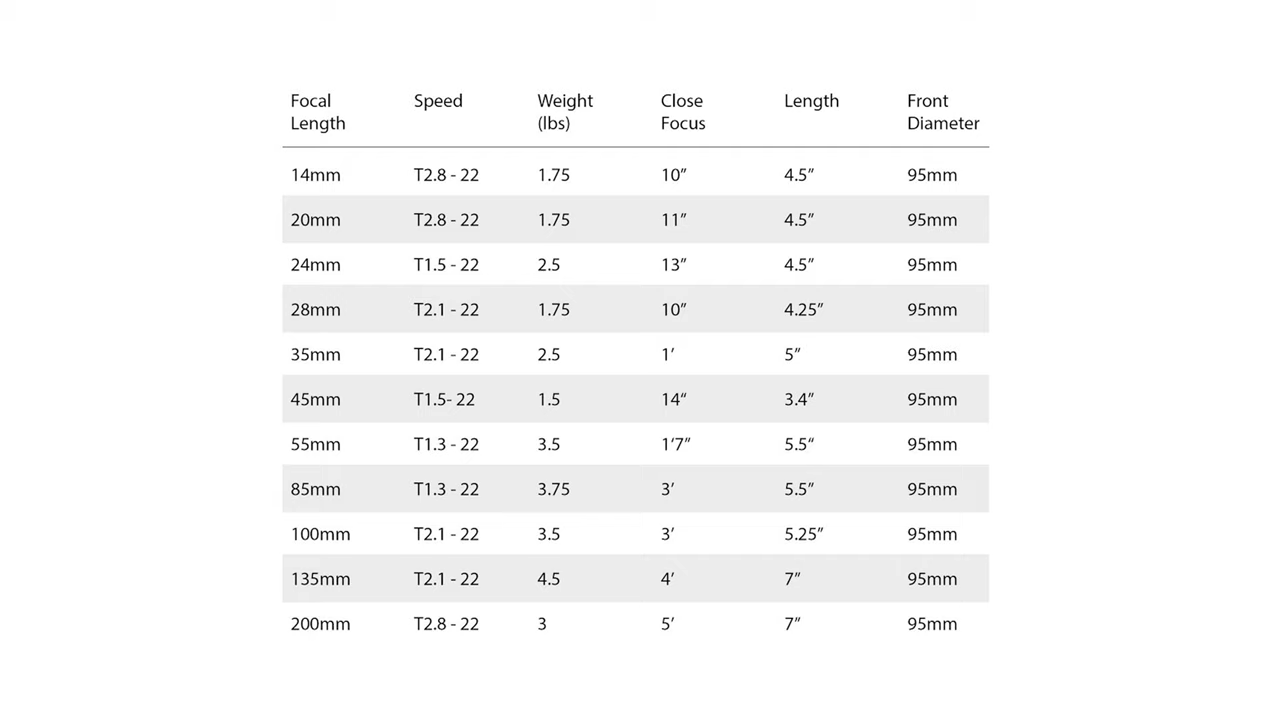 Focal Length Speed Weight (lbs) Close Focus Length Front Diameter
14mm T2.8 - 22 1.75 10” 4.5” 95mm
20mm T2.8 - 22 1.75 11” 4.5” 95mm
24mm T1.5 - 22 2.5 13” 4.5” 95mm
28mm T2.1 - 22 1.75 10” 4.25” 95mm
35mm T2.1 - 22 2.5 1’ 5” 95mm
45mm T1.5- 22 1.5 14“ 3.4” 95mm
55mm T1.3 - 22 3.5 1’7” 5.5“ 95mm
85mm T1.3 - 22 3.75 3’ 5.5” 95mm
100mm T2.1 - 22 3.5 3’ 5.25” 95mm
135mm T2.1 - 22 4.5 4’ 7” 95mm
200mm T2.8 - 22 3 5’ 7” 95mm